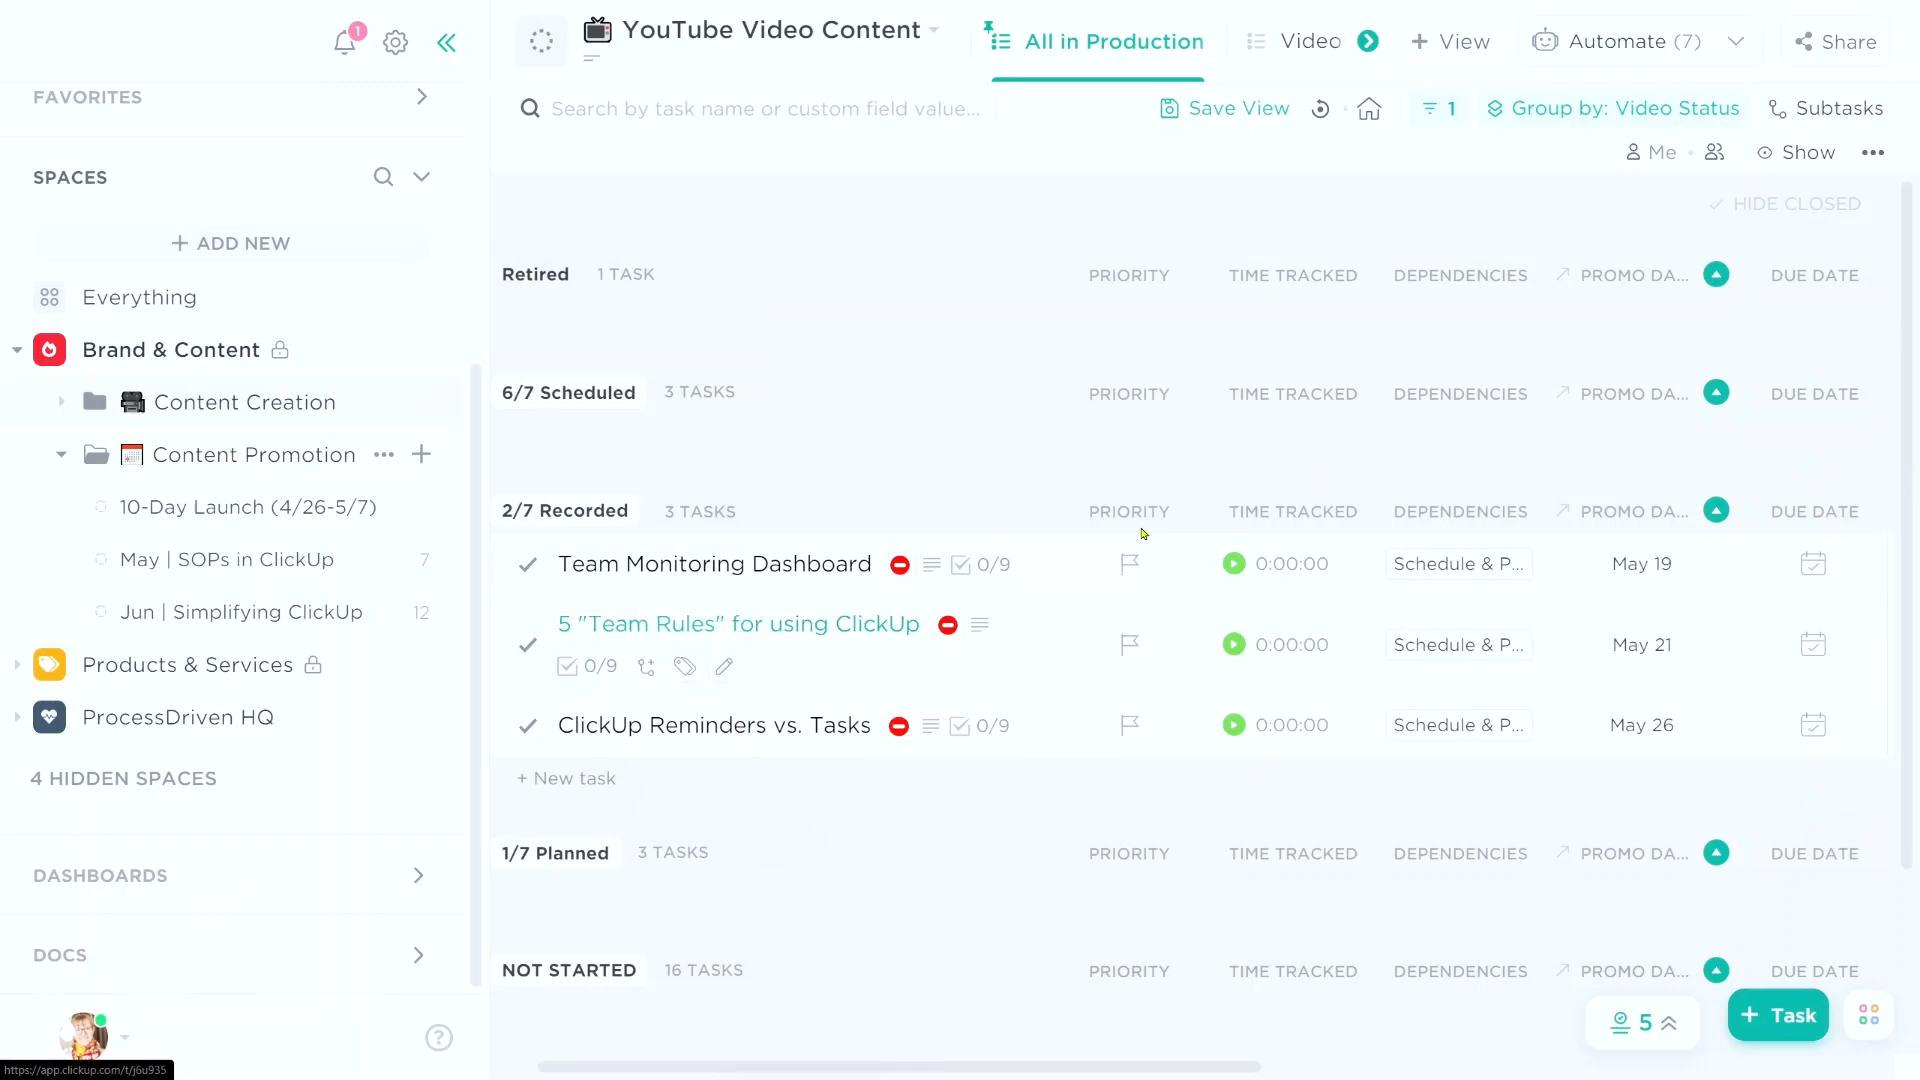 1
YouTube Video Content
All in Production
Video
+ View
Automate (7)
Share
FAVORITES
Search by task name or custom field value...
Save View
1
Group by: Video Status
Subtasks
Me
Show
SPACES
HIDE CLOSED
+ ADD NEW
Retired 1 TASK PRIORITY TIME TRACKED DEPENDENCIES PROMO DA... DUE DATE
Everything
Brand & Content
6/7 Scheduled 3 TASKS PRIORITY TIME TRACKED DEPENDENCIES PROMO DA... DUE DATE
Content Creation
Content Promotion
10-Day Launch (4/26-5/7)
2/7 Recorded 3 TASKS PRIORITY TIME TRACKED DEPENDENCIES PROMO DA... DUE DATE
May | SOPs in ClickUp 7
Team Monitoring Dashboard 0/9 0:00:00 Schedule & P... May 19
Jun | Simplifying ClickUp 12
5 "Team Rules" for using ClickUp
0/9 0:00:00 Schedule & P... May 21
Products & Services
ProcessDriven HQ
ClickUp Reminders vs. Tasks 0/9 0:00:00 Schedule & P... May 26
4 HIDDEN SPACES
+ New task
1/7 Planned 3 TASKS PRIORITY TIME TRACKED DEPENDENCIES PROMO DA... DUE DATE
DASHBOARDS
DOCS
NOT STARTED 16 TASKS PRIORITY TIME TRACKED DEPENDENCIES PROMO DA... DUE DATE
5
+ Task
https://app.clickup.com/t/j6u935